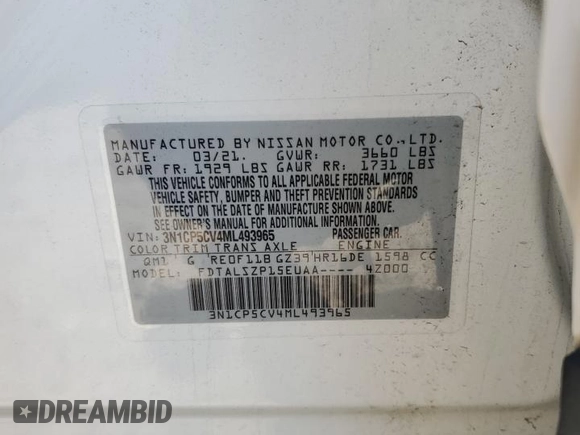 MANUFACTURED BY NISSAN MOTOR CO.,LTD.
DATE: 03/21. GVWR: 3660 LBS
GAWR FR: 1929 LBS GAWR RR: 1731 LBS
THIS VEHICLE CONFORMS TO ALL APPLICABLE FEDERAL MOTOR
VEHICLE SAFETY, BUMPER AND THEFT PREVENTION STANDARDS
IN EFFECT ON THE DATE OF MANUFACTURE SHOWN ABOVE.
SEE OWNER'S MANUAL FOR ADDITIONAL INFORMATION.
VIN: 3N1CP5CV4ML493965 PASSENGER CAR.
COLOR TRIM TRANS AXLE ENGINE
QM1 G RE0F11B GZ39 HR16DE 1598 CC
MODEL: FDTALSZP15EUAA---- 4Z000
3N1CP5CV4ML493965
DREAMBID